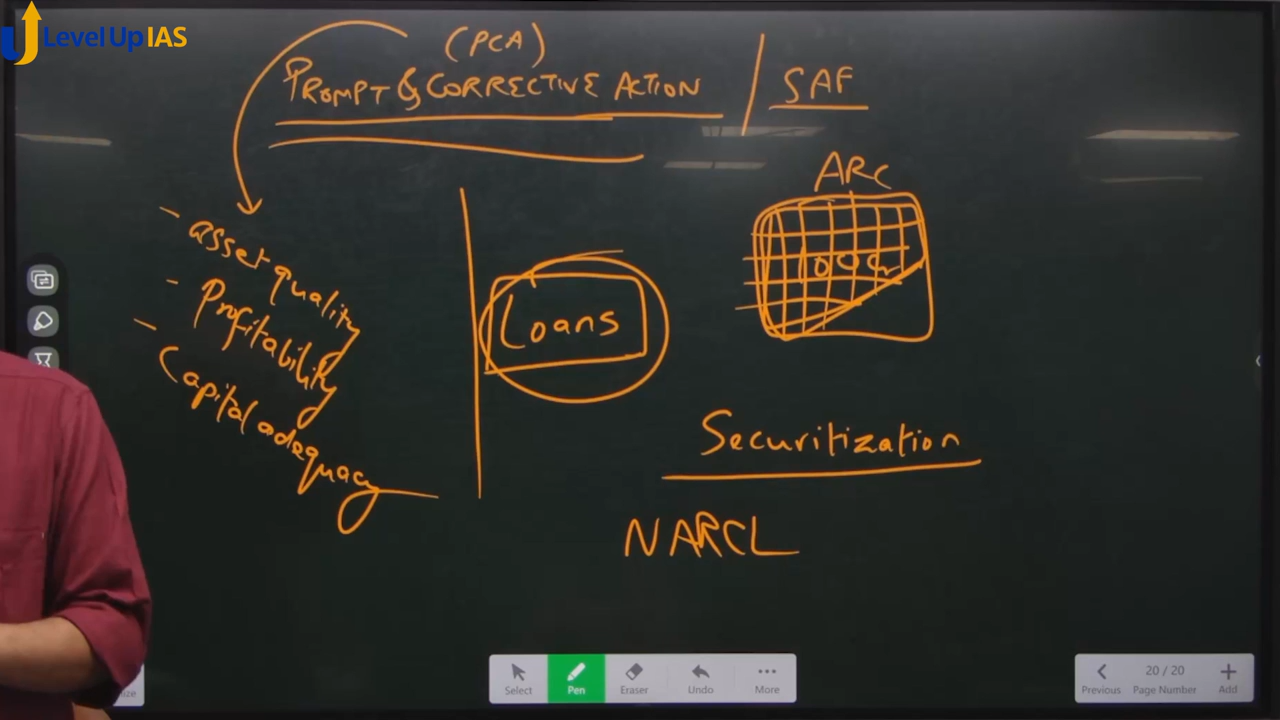 Level Up IAS
(PCA)
PROMPT & CORRECTIVE ACTION / SAF
ARC
- asset quality
- Profitability
- Capital adequacy
Loans
Securitization
NARCL
Select
Pen
Eraser
Undo
More
Previous
20 / 20
Page Number
Add